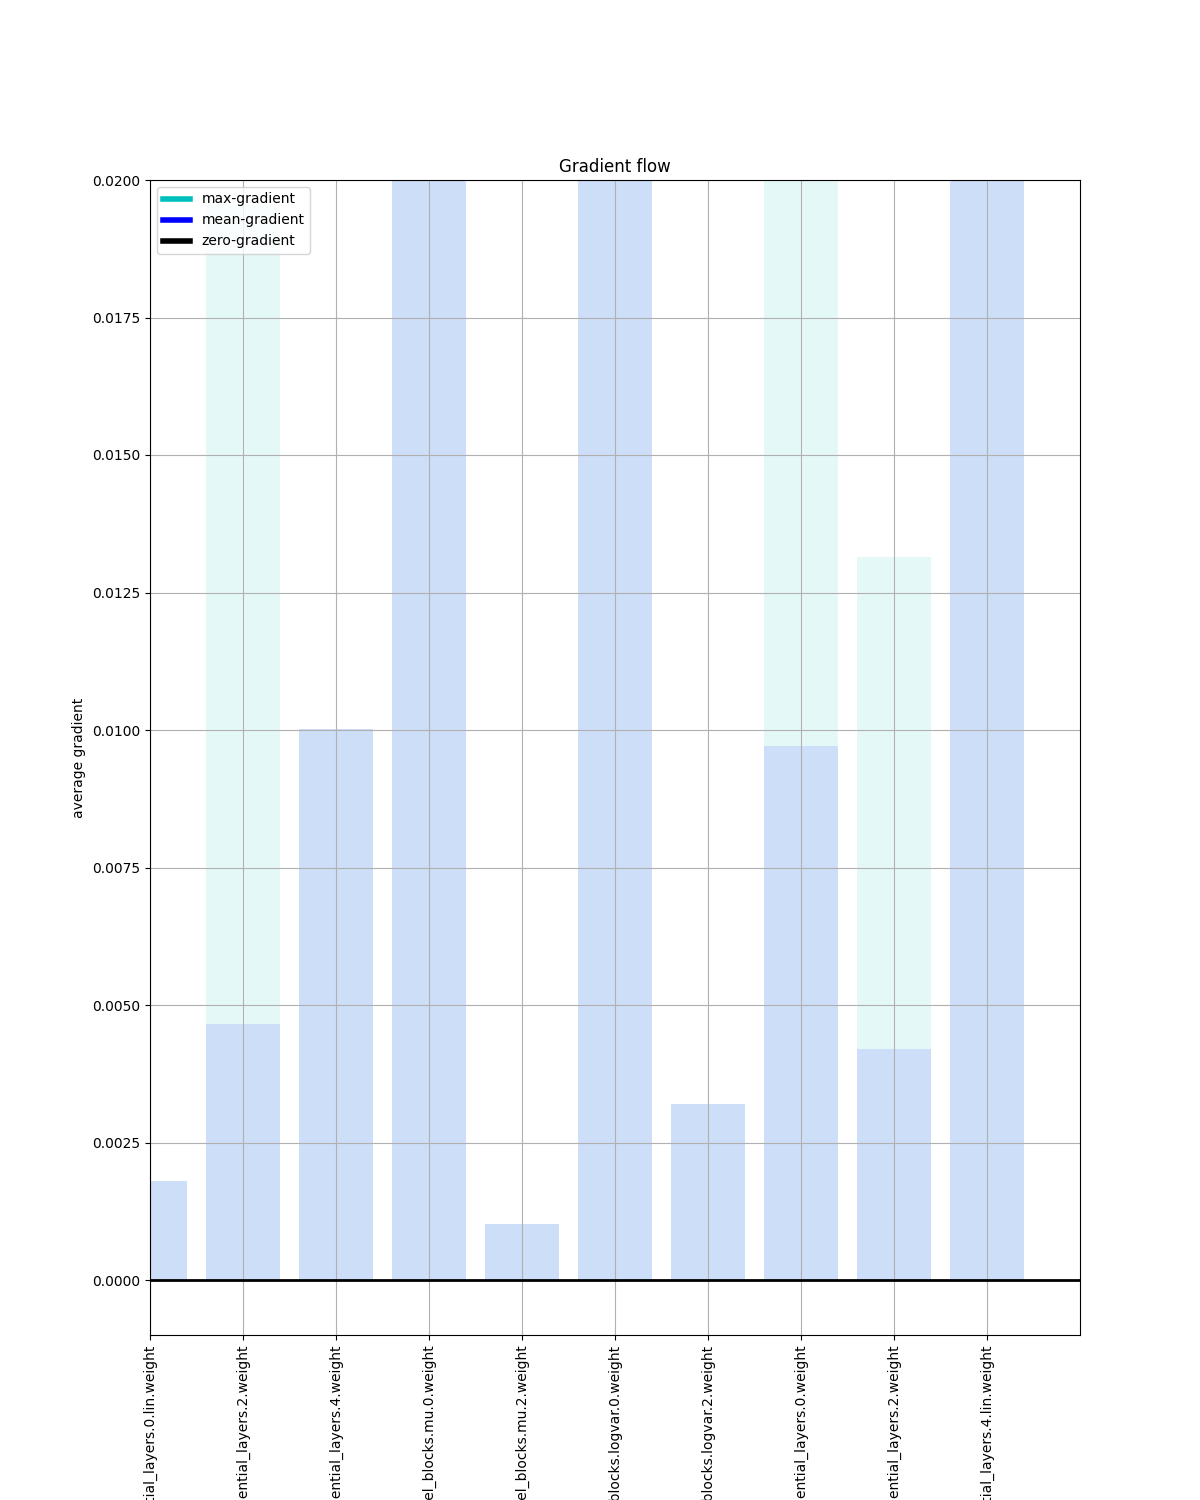 Gradient flow
max-gradient
mean-gradient
zero-gradient
0.0200
0.0175
0.0150
0.0125
0.0100
0.0075
0.0050
0.0025
0.0000
average gradient
tial_layers.0.lin.weight
ential_layers.2.weight
ential_layers.4.weight
el_blocks.mu.0.weight
el_blocks.mu.2.weight
blocks.logvar.0.weight
blocks.logvar.2.weight
ential_layers.0.weight
ential_layers.2.weight
tial_layers.4.lin.weight